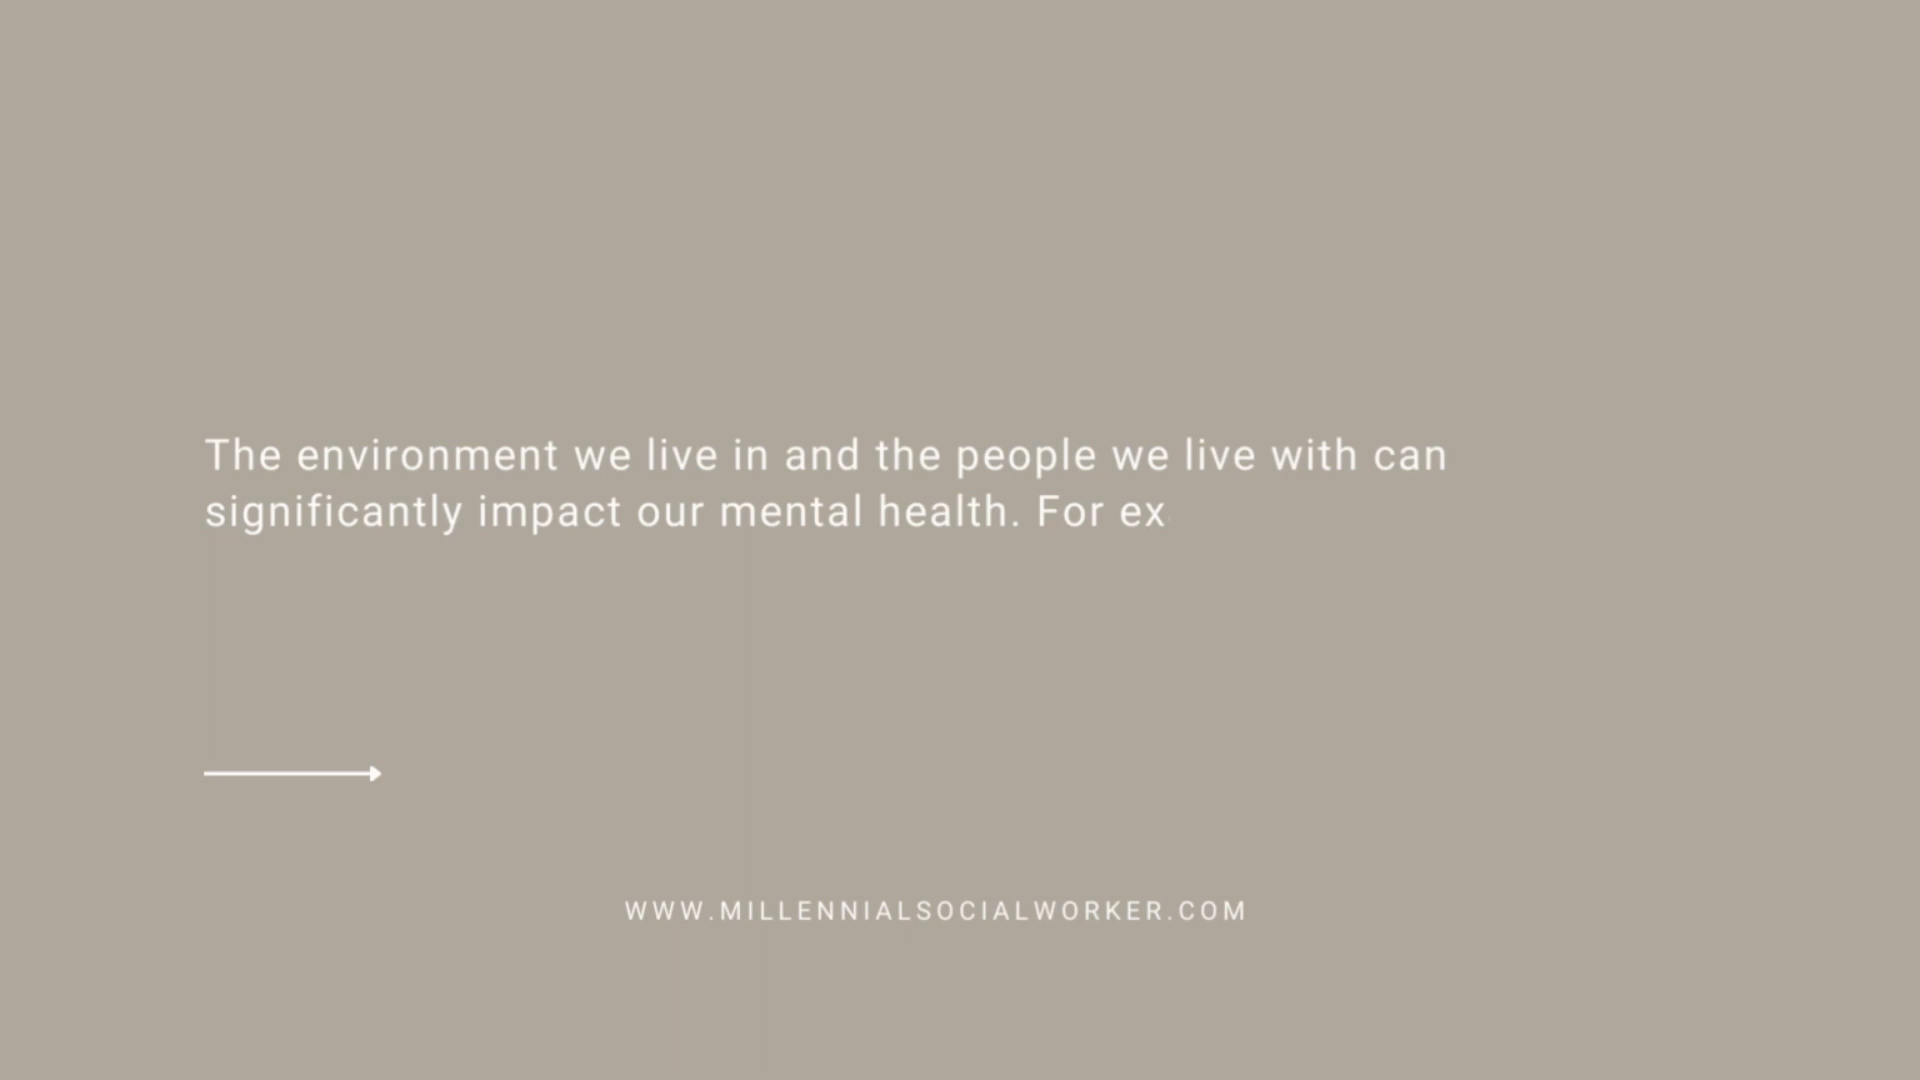 The environment we live in and the people we live with can
significantly impact our mental health. For ex
WWW.MILLENNIALSOCIALWORKER.COM